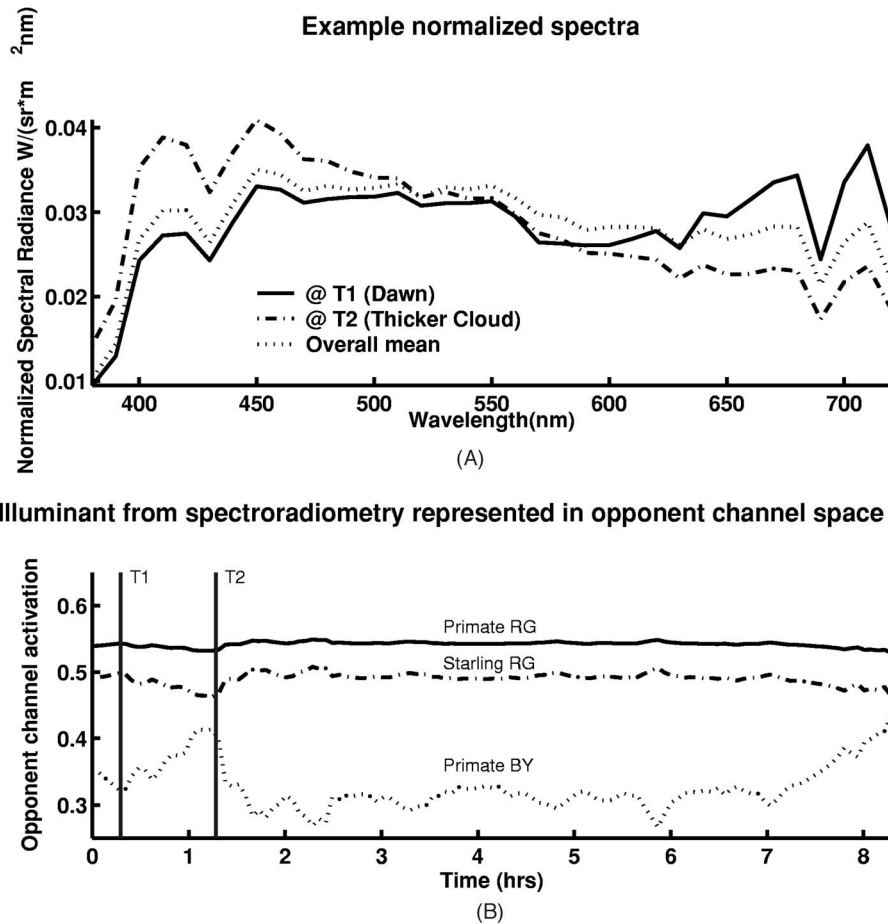 Example normalized spectra
Normalized Spectral Radiance W/(sr*m 2nm)
0.04
0.03
0.02
0.01
@ T1 (Dawn)
@ T2 (Thicker Cloud)
Overall mean
400 450 500 550 600 650 700
Wavelength(nm)
(A)
Illuminant from spectroradiometry represented in opponent channel space
Opponent channel activation
0.6
0.5
0.4
0.3
T1 T2
Primate RG
Starling RG
Primate BY
0 1 2 3 4 5 6 7 8
Time (hrs)
(B)